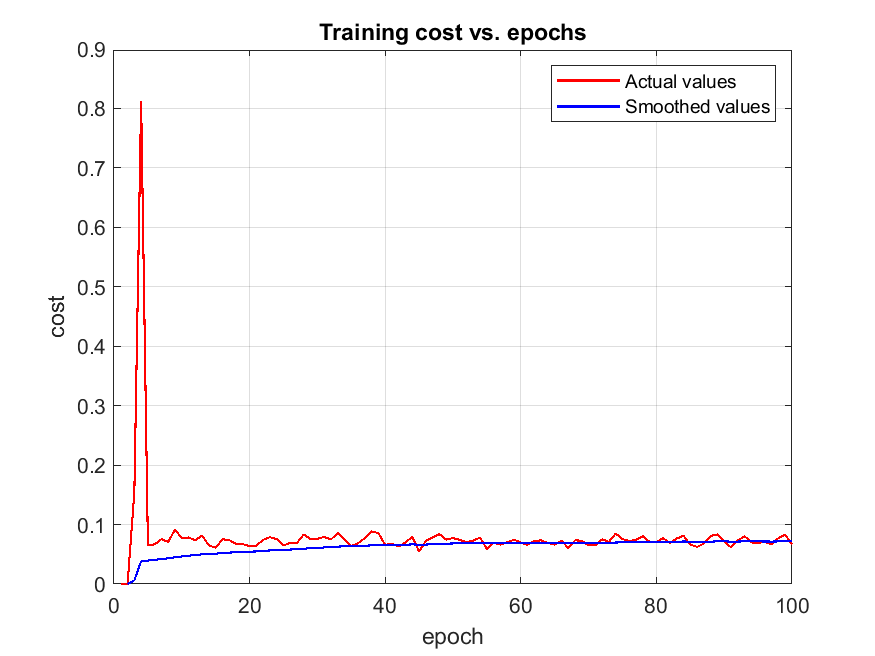 Training cost vs. epochs
Actual values
Smoothed values
0.9
0.8
0.7
0.6
0.5
0.4
0.3
0.2
0.1
0
cost
0 20 40 60 80 100
epoch